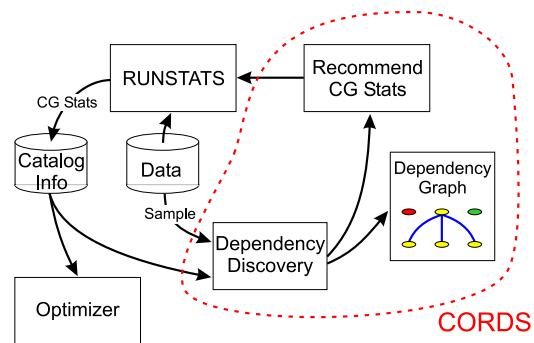 RUNSTATS
Recommend
CG Stats
CG Stats
Catalog
Info
Data
Dependency
Graph
Sample
Dependency
Discovery
Optimizer
CORDS